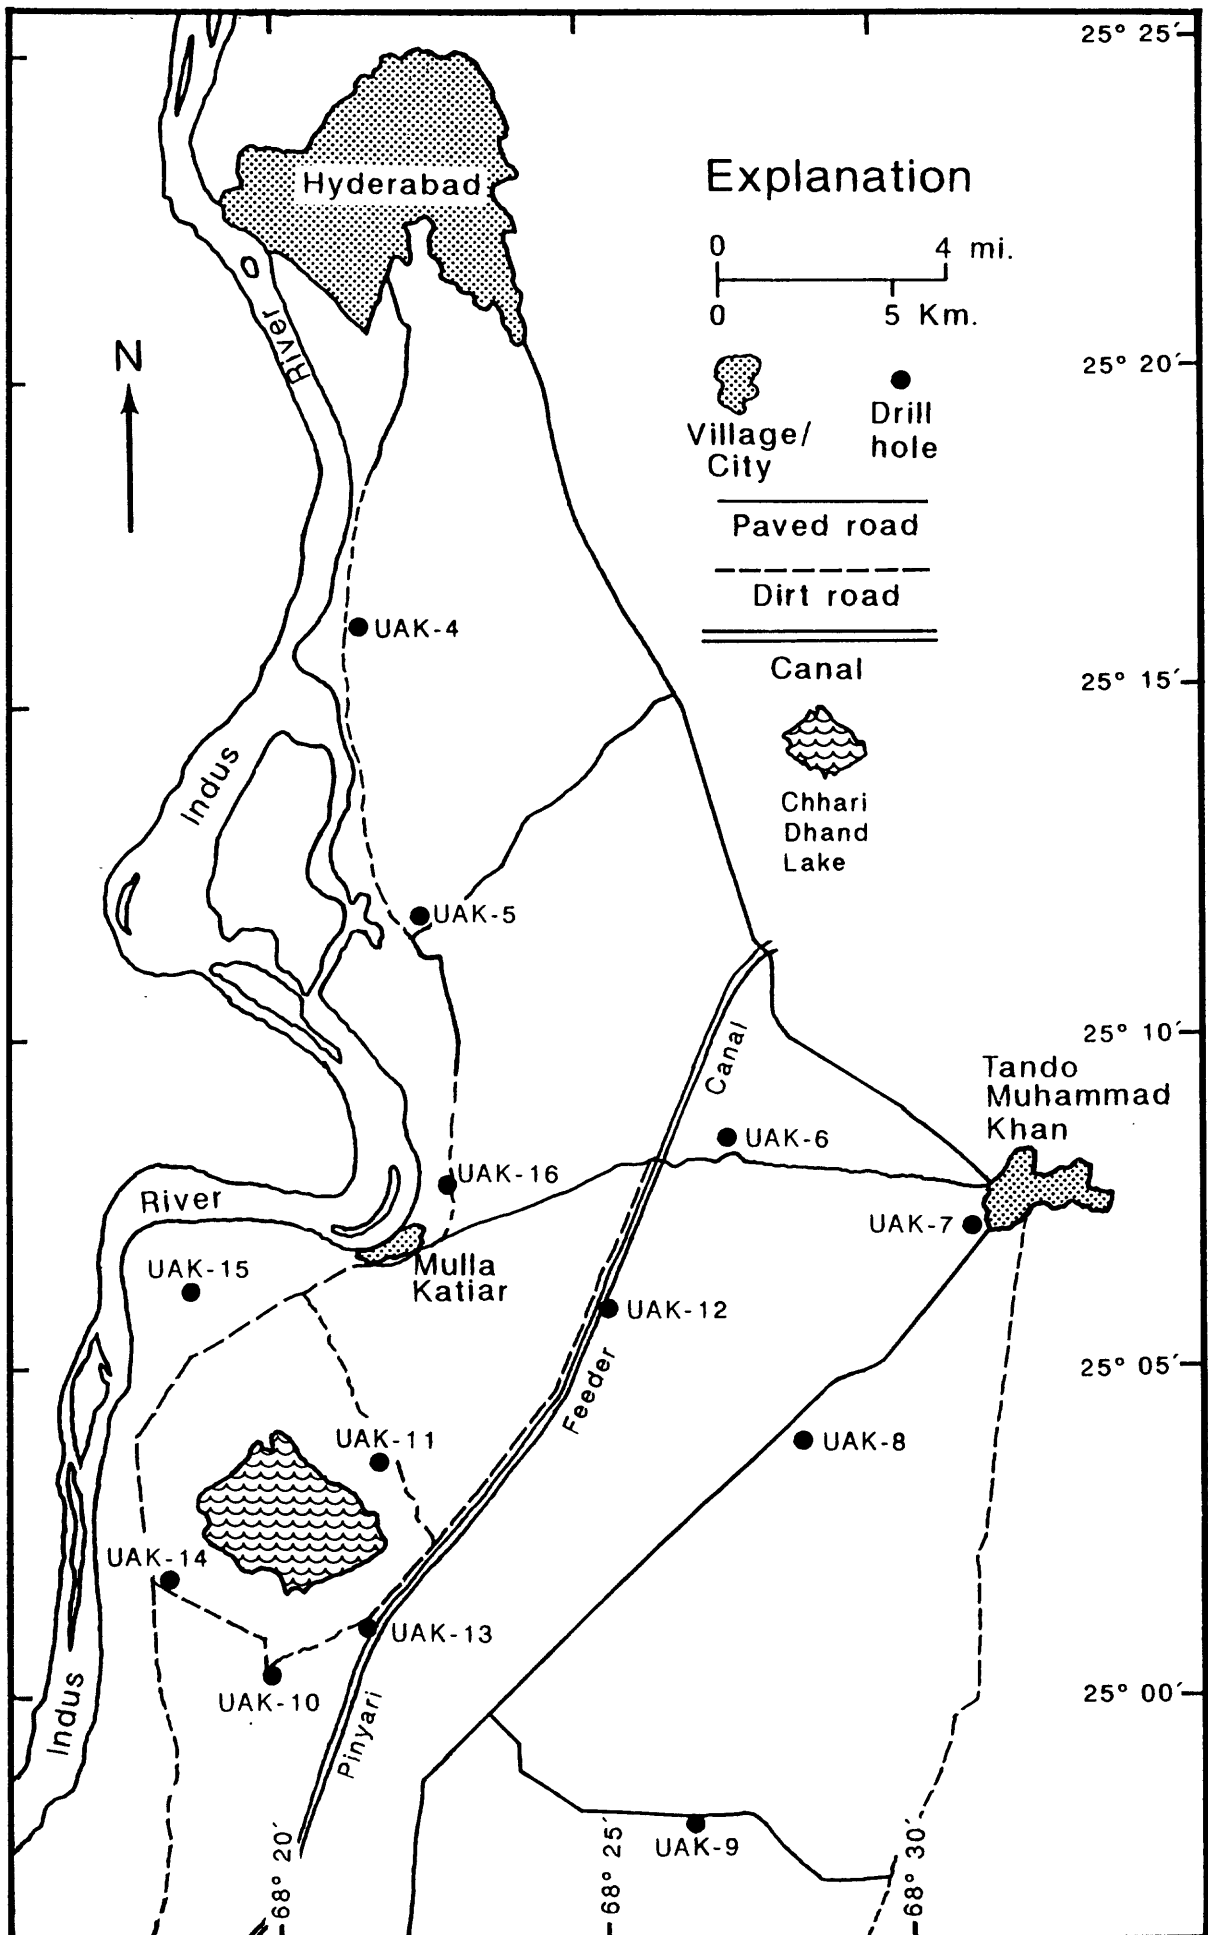 25° 25′
Hyderabad
Explanation
0 4 mi.
0 5 Km.
River
N
25° 20′
Drill
hole
Village/
City
Paved road
Dirt road
UAK-4
Canal
25° 15′
Indus
Chhari
Dhand
Lake
UAK-5
25° 10′
Canal
Tando
Muhammad
Khan
UAK-6
UAK-16
River
UAK-7
Mulla
Katiar
UAK-15
UAK-12
25° 05′
Feeder
UAK-11
UAK-8
UAK-14
UAK-13
UAK-10
25° 00′
Indus
Pinyari
UAK-9
68° 20′
68° 25′
68° 30′